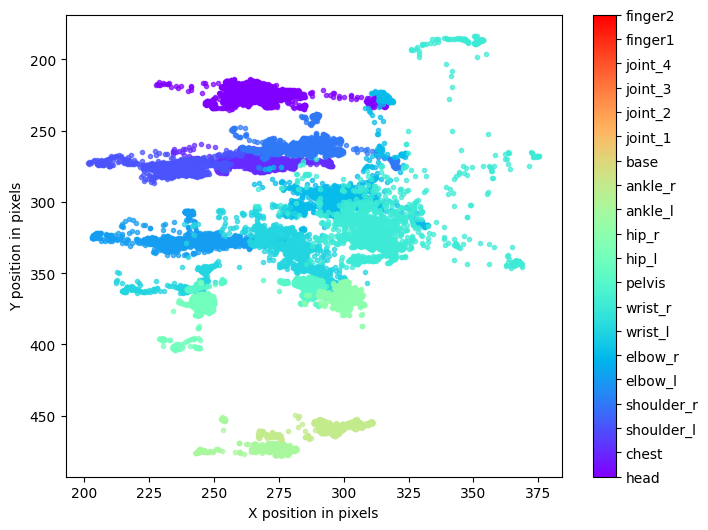 200
250
300
350
400
450
Y position in pixels
200
225
250
275
300
325
350
375
X position in pixels
finger2
finger1
joint_4
joint_3
joint_2
joint_1
base
ankle_r
ankle_l
hip_r
hip_l
pelvis
wrist_r
wrist_l
elbow_r
elbow_l
shoulder_r
shoulder_l
chest
head